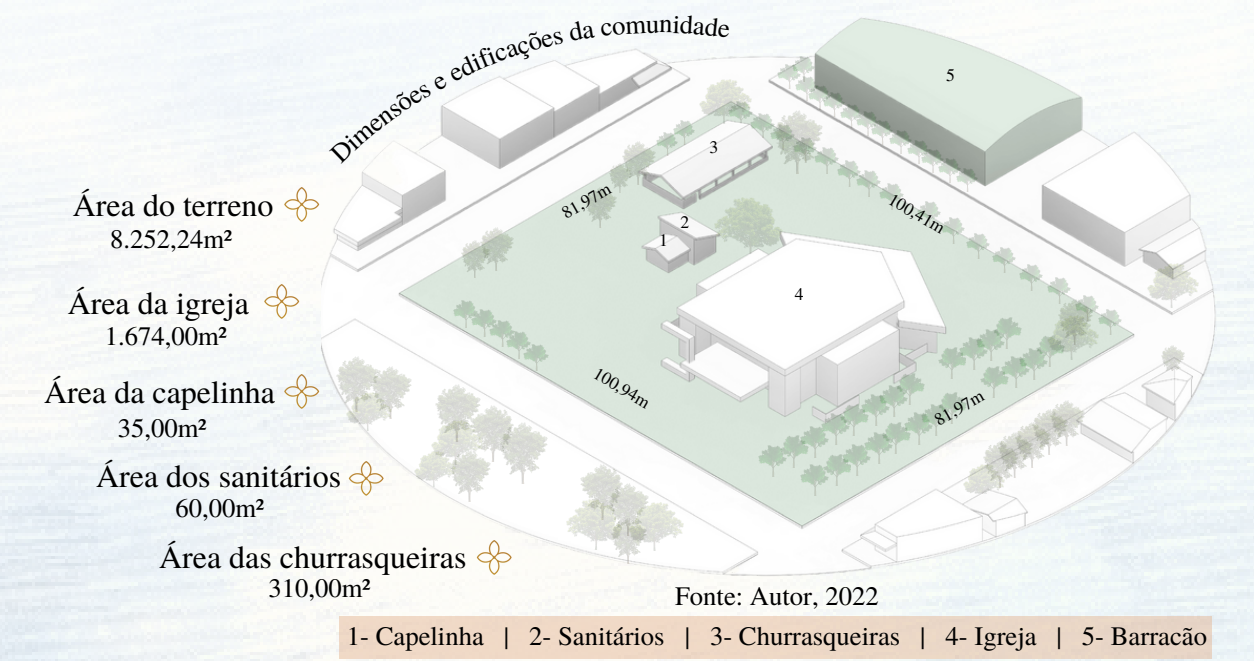 Dimensões e edificações da comunidade
5
3
81,97m
100,41m
2
1
4
100,94m
81,97m
Área do terreno
8.252,24m²
Área da igreja
1.674,00m²
Área da capelinha
35,00m²
Área dos sanitários
60,00m²
Área das churrasqueiras
310,00m²
Fonte: Autor, 2022
1- Capelinha | 2- Sanitários | 3- Churrasqueiras | 4- Igreja | 5- Barracão